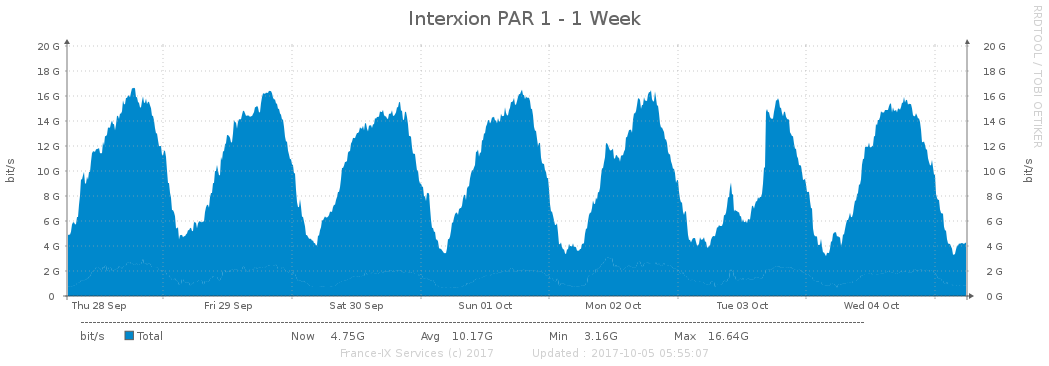 Interxion PAR 1 - 1 Week
RRDTOOL / TOBI OETIKER
bit/s
20 G
18 G
16 G
14 G
12 G
10 G
8 G
6 G
4 G
2 G
0
20 G
18 G
16 G
14 G
12 G
10 G
8 G
6 G
4 G
2 G
0 G
bit/s
Thu 28 Sep Fri 29 Sep Sat 30 Sep Sun 01 Oct Mon 02 Oct Tue 03 Oct Wed 04 Oct
bit/s Total Now 4.75G Avg 10.17G Min 3.16G Max 16.64G
France-IX Services (c) 2017 Updated : 2017-10-05 05:55:07